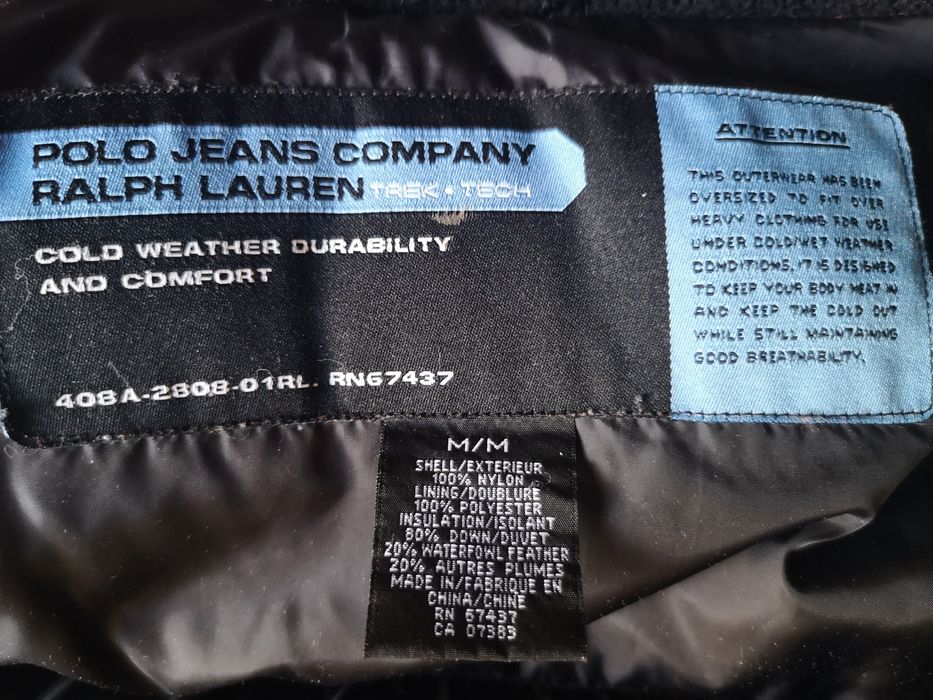 POLO JEANS COMPANY
RALPH LAUREN TREK • TECH
COLD WEATHER DURABILITY
AND COMFORT
408A-2808-01RL. RN67437
ATTENTION
THIS OUTERWEAR HAS BEEN
OVERSIZED TO FIT OVER
HEAVY CLOTHING FOR USE
UNDER COLD/WET WEATHER
CONDITIONS. IT IS DESIGNED
TO KEEP YOUR BODY HEAT IN
AND KEEP THE COLD OUT
WHILE STILL MAINTAINING
GOOD BREATHABILITY.
M/M
SHELL/EXTERIEUR
100% NYLON
LINING/DOUBLURE
100% POLYESTER
INSULATION/ISOLANT
80% DOWN/DUVET
20% WATERFOWL FEATHER
20% AUTRES PLUMES
MADE IN/FABRIQUE EN
CHINA/CHINE
RN 67437
CA 07383